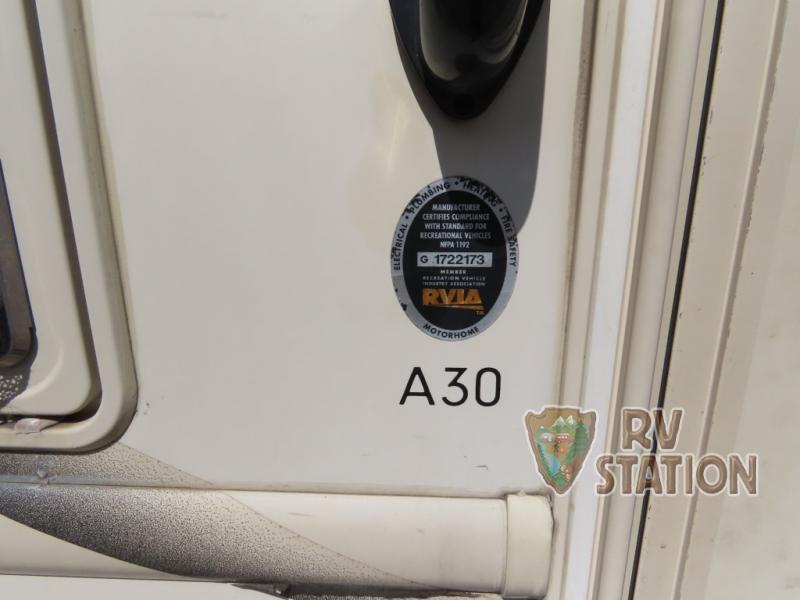 ELECTRICAL • PLUMBING • HEATING • FIRE SAFETY •
MANUFACTURER
CERTIFIES COMPLIANCE
WITH STANDARD FOR
RECREATIONAL VEHICLES
NFPA 1192
G 1722173
MEMBER
RECREATION VEHICLE
INDUSTRY ASSOCIATION
RVIA
TM
MOTORHOME
A30
RV
STATION